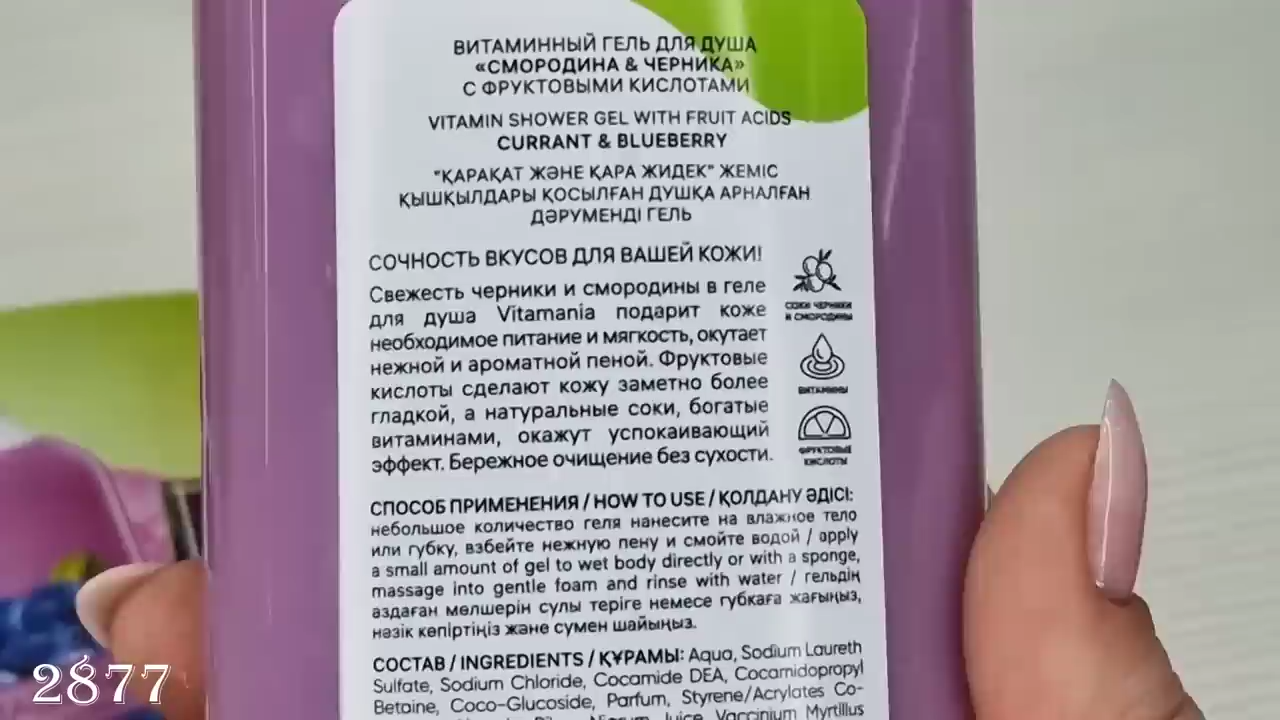 ВИТАМИННЫЙ ГЕЛЬ ДЛЯ ДУША
«СМОРОДИНА & ЧЕРНИКА»
С ФРУКТОВЫМИ КИСЛОТАМИ
VITAMIN SHOWER GEL WITH FRUIT ACIDS
CURRANT & BLUEBERRY
"ҚАРАҚАТ ЖӘНЕ ҚАРА ЖИДЕК" ЖЕМІС
ҚЫШҚЫЛДАРЫ ҚОСЫЛҒАН ДУШҚА АРНАЛҒАН
ДӘРУМЕНДІ ГЕЛЬ
СОЧНОСТЬ ВКУСОВ ДЛЯ ВАШЕЙ КОЖИ!
Свежесть черники и смородины в геле
для душа Vitamania подарит коже
необходимое питание и мягкость, окутает
нежной и ароматной пеной. Фруктовые
кислоты сделают кожу заметно более
гладкой, а натуральные соки, богатые
витаминами, окажут успокаивающий
эффект. Бережное очищение без сухости.
СОКИ ЧЕРНИКИ
И СМОРОДИНЫ
ВИТАМИНЫ
ФРУКТОВЫЕ
КИСЛОТЫ
СПОСОБ ПРИМЕНЕНИЯ / HOW TO USE / ҚОЛДАНУ ӘДІСІ:
небольшое количество геля нанесите на влажное тело
или губку, взбейте нежную пену и смойте водой / apply
a small amount of gel to wet body directly or with a sponge,
massage into gentle foam and rinse with water / гельдің
аздаған мөлшерін сулы теріге немесе губкаға жағыңыз,
нәзік көпіртіңіз және сумен шайыңыз.
СОСТАВ / INGREDIENTS / ҚҰРАМЫ: Aqua, Sodium Laureth
Sulfate, Sodium Chloride, Cocamide DEA, Cocamidopropyl
Betaine, Coco-Glucoside, Parfum, Styrene/Acrylates Co-
Juice, Vaccinium Myrtillus
2877